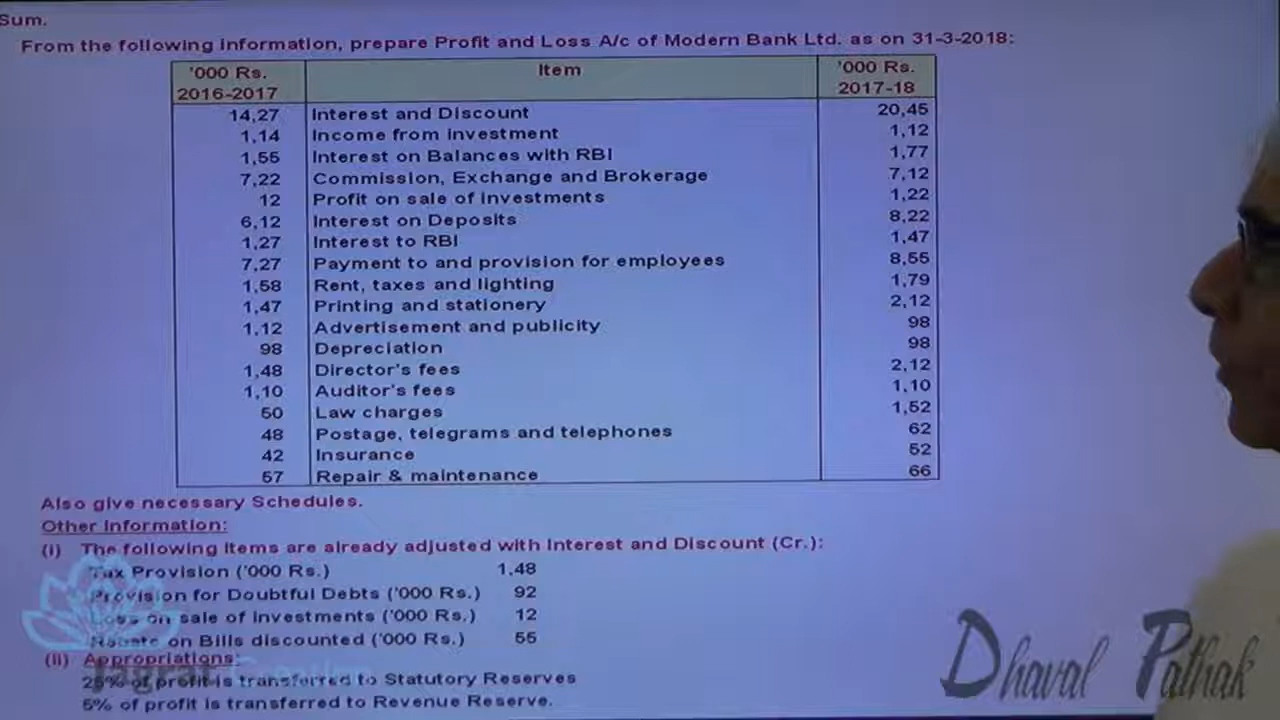 Sum.
From the following information, prepare Profit and Loss A/c of Modern Bank Ltd. as on 31-3-2018:
'000 Rs. 2016-2017 Item '000 Rs. 2017-18
14,27 Interest and Discount 20,45
1,14 Income from investment 1,12
1,55 Interest on Balances with RBI 1,77
7,22 Commission, Exchange and Brokerage 7,12
12 Profit on sale of investments 1,22
6,12 Interest on Deposits 8,22
1,27 Interest to RBI 1,47
7,27 Payment to and provision for employees 8,55
1,58 Rent, taxes and lighting 1,79
1,47 Printing and stationery 2,12
1,12 Advertisement and publicity 98
98 Depreciation 98
1,48 Director's fees 2,12
1,10 Auditor's fees 1,10
50 Law charges 1,52
48 Postage, telegrams and telephones 62
42 Insurance 52
57 Repair & maintenance 66
Also give necessary Schedules.
Other Information:
(i) The following items are already adjusted with Interest and Discount (Cr.):
Tax Provision ('000 Rs.) 1,48
Provision for Doubtful Debts ('000 Rs.) 92
Loss on sale of investments ('000 Rs.) 12
Rebate on Bills discounted ('000 Rs.) 55
(ii) Appropriations:
25% of profit is transferred to Statutory Reserves
5% of profit is transferred to Revenue Reserve.
Jagrat
Dhaval Pathak